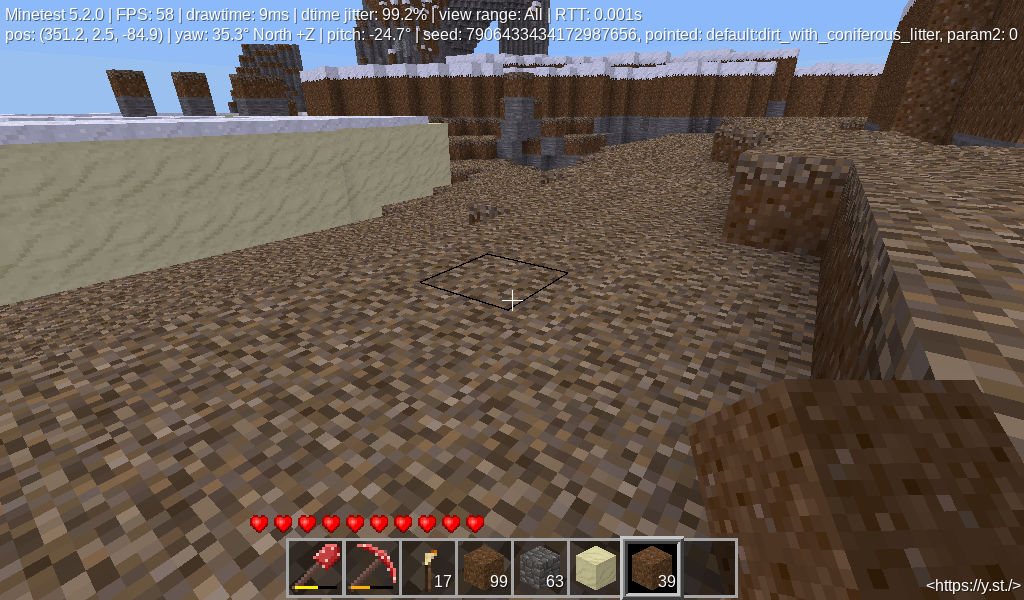 Minetest 5.2.0 | FPS: 58 | drawtime: 9ms | dtime jitter: 99.2% | view range: All | RTT: 0.001s
pos: (351.2, 2.5, -84.9) | yaw: 35.3° North +Z | pitch: -24.7° | seed: 7906433434172987656, pointed: default:dirt_with_coniferous_litter, param2: 0
17 99 63 39
<https://y.st./>